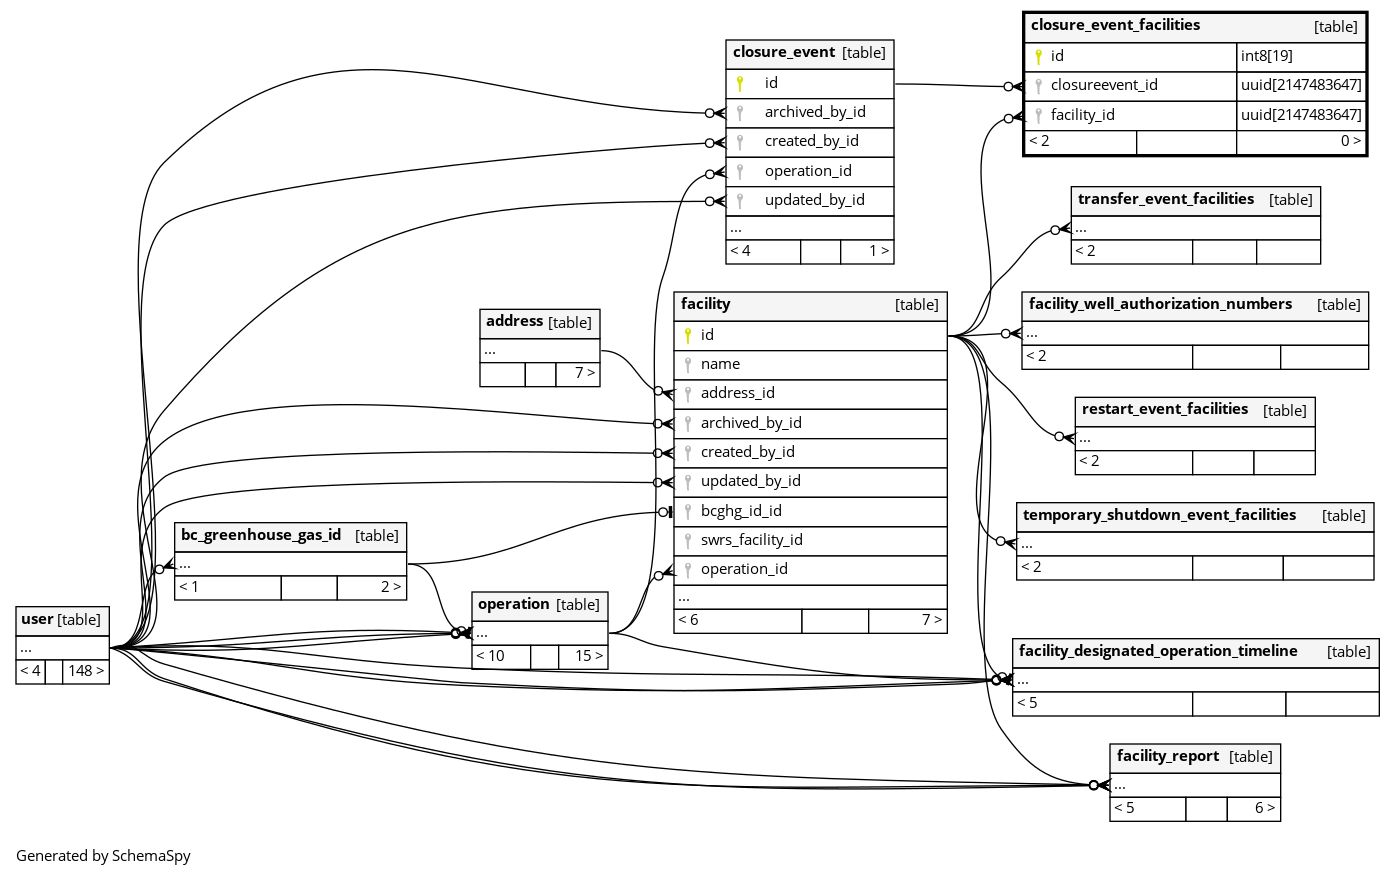 closure_event_facilities [table]
id int8[19]
closureevent_id uuid[2147483647]
facility_id uuid[2147483647]
< 2 0 >
closure_event [table]
id
archived_by_id
created_by_id
operation_id
updated_by_id
...
< 4 1 >
transfer_event_facilities [table]
...
< 2
facility [table]
id
name
address_id
archived_by_id
created_by_id
updated_by_id
bcghg_id_id
swrs_facility_id
operation_id
...
< 6 7 >
facility_well_authorization_numbers [table]
...
< 2
address [table]
...
7 >
restart_event_facilities [table]
...
< 2
temporary_shutdown_event_facilities [table]
...
< 2
bc_greenhouse_gas_id [table]
...
< 1 2 >
operation [table]
...
< 10 15 >
user [table]
...
< 4 148 >
facility_designated_operation_timeline [table]
...
< 5
facility_report [table]
...
< 5 6 >
Generated by SchemaSpy